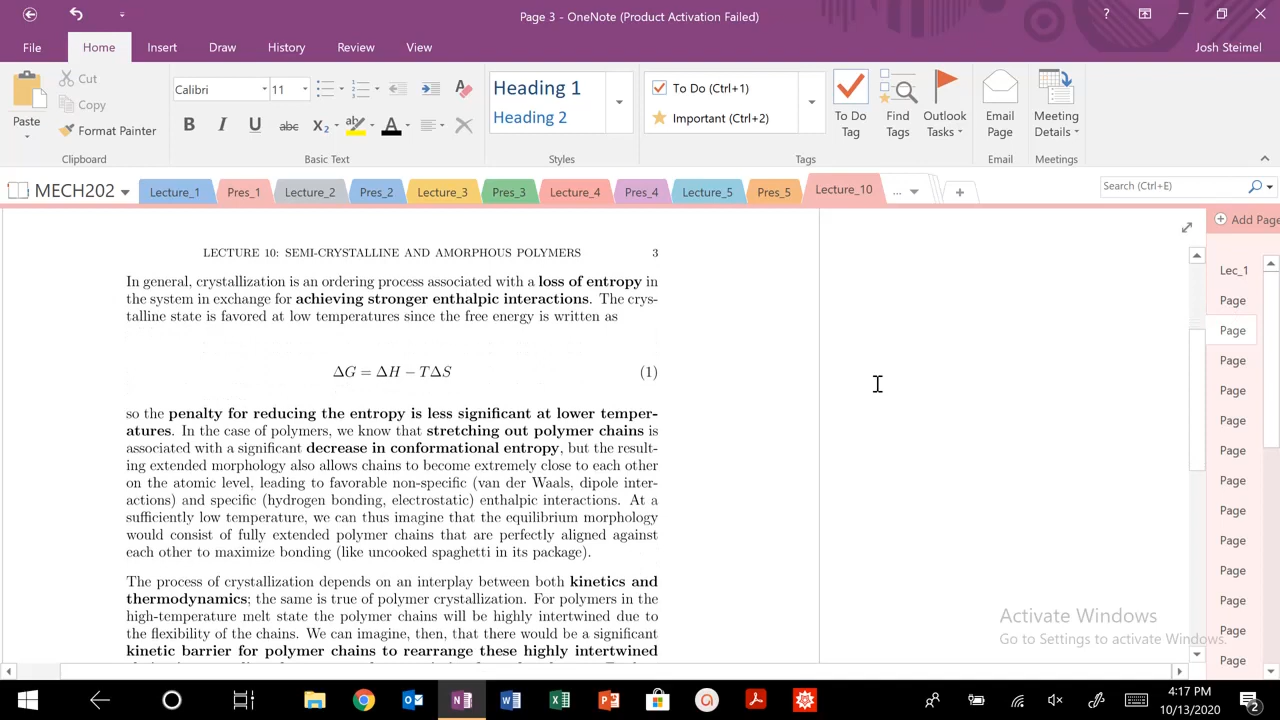 Page 3 - OneNote (Product Activation Failed)
?
File
Home
Insert
Draw
History
Review
View
Josh Steimel
Paste
Cut
Copy
Format Painter
Clipboard
Calibri
11
B I U abc X₂ A
Basic Text
Heading 1
Heading 2
Styles
To Do (Ctrl+1)
Important (Ctrl+2)
To Do
Tag
Find
Tags
Outlook
Tasks
Tags
Email
Page
Email
Meeting
Details
Meetings
MECH202
Lecture_1
Pres_1
Lecture_2
Pres_2
Lecture_3
Pres_3
Lecture_4
Pres_4
Lecture_5
Pres_5
Lecture_10
...
Search (Ctrl+E)
Add Page
LECTURE 10: SEMI-CRYSTALLINE AND AMORPHOUS POLYMERS 3
In general, crystallization is an ordering process associated with a loss of entropy in
the system in exchange for achieving stronger enthalpic interactions. The crys-
talline state is favored at low temperatures since the free energy is written as
ΔG = ΔH − TΔS (1)
so the penalty for reducing the entropy is less significant at lower temper-
atures. In the case of polymers, we know that stretching out polymer chains is
associated with a significant decrease in conformational entropy, but the result-
ing extended morphology also allows chains to become extremely close to each other
on the atomic level, leading to favorable non-specific (van der Waals, dipole inter-
actions) and specific (hydrogen bonding, electrostatic) enthalpic interactions. At a
sufficiently low temperature, we can thus imagine that the equilibrium morphology
would consist of fully extended polymer chains that are perfectly aligned against
each other to maximize bonding (like uncooked spaghetti in its package).
The process of crystallization depends on an interplay between both kinetics and
thermodynamics; the same is true of polymer crystallization. For polymers in the
high-temperature melt state the polymer chains will be highly intertwined due to
the flexibility of the chains. We can imagine, then, that there would be a significant
kinetic barrier for polymer chains to rearrange these highly intertwined
Lec_1
Page
Page
Page
Page
Page
Page
Page
Page
Page
Page
Page
Page
Page
Activate Windows
Go to Settings to activate Windows.
4:17 PM
10/13/2020
2